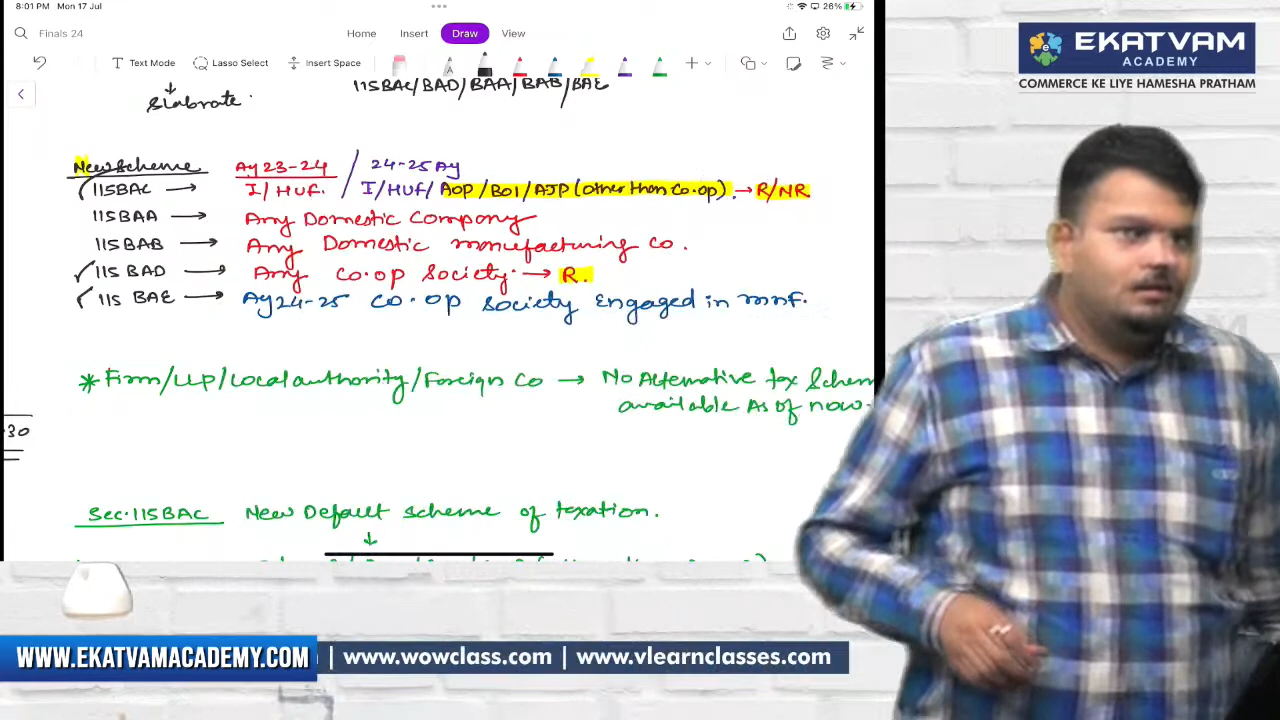 8:01 PM Mon 17 Jul
26%
Finals 24
Home Insert Draw View
Text Mode Lasso Select Insert Space
Elabrate.
115BAC/BAD/BAA/BAB/BAE
New Scheme Ay 23-24 / 24-25 Ay
115BAC → I/HUF. I/HUF/AOP/BOI/AJP (other than co.op). → R/NR
115BAA → Any Domestic Company
115BAB → Any Domestic manufacturing co.
115BAD → Any co.op society. → R.
115 BAE → Ay 24-25 co.op society Engaged in mnf.
* Firm/LLP/Local authority/Foreign Co → No Alternative tax Schem
available As of now.
.30
Sec.115BAC New Default scheme of taxation.
EKATVAM
ACADEMY
COMMERCE KE LIYE HAMESHA PRATHAM
WWW.EKATVAMACADEMY.COM | www.wowclass.com | www.vlearnclasses.com